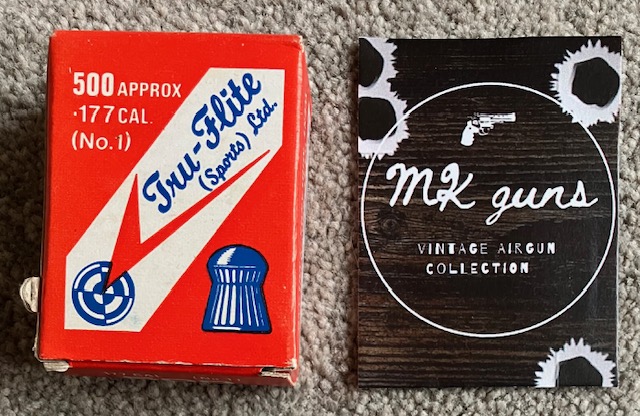 500 APPROX
·177 CAL.
(No.1)
Tru-Flite
(Sports) Ltd.
MK guns
VINTAGE AIRGUN
COLLECTION